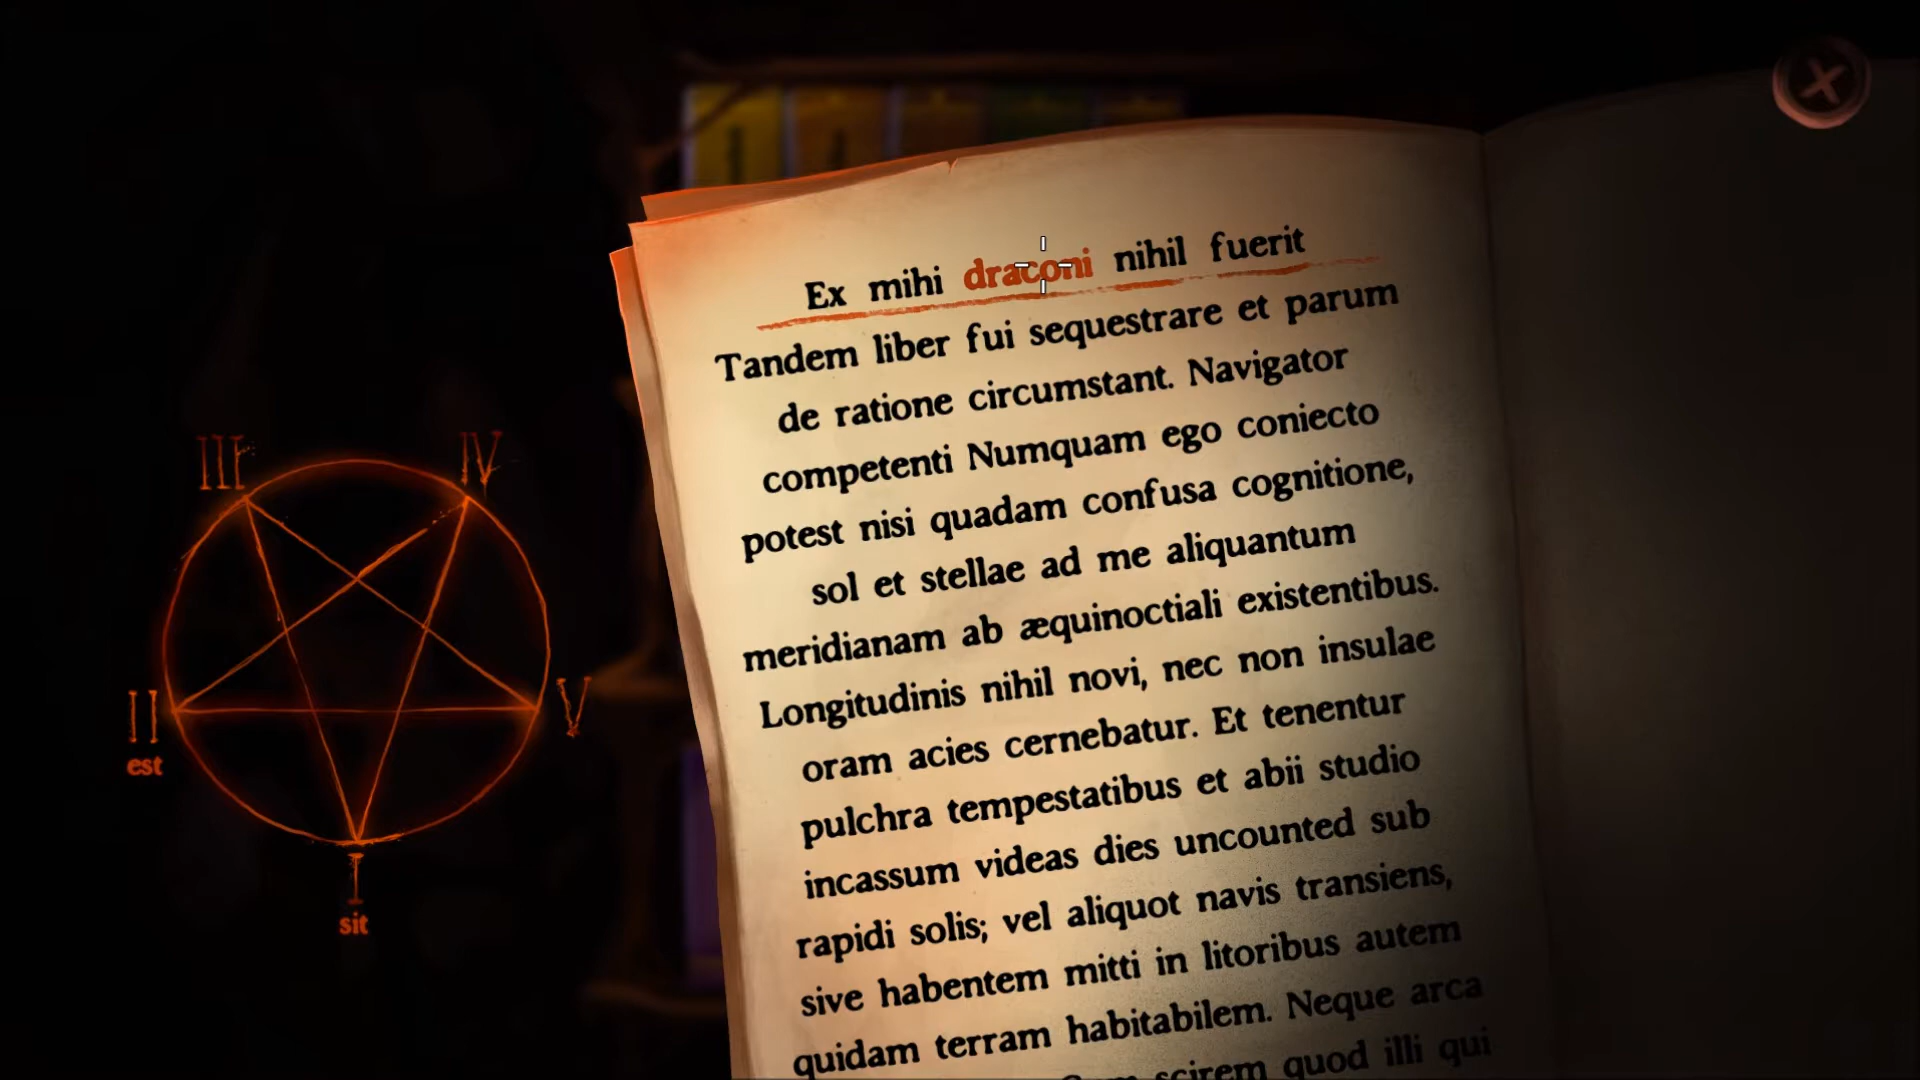 Ex mihi draconi nihil fuerit
Tandem liber fui sequestrare et parum
de ratione circumstant. Navigator
competenti Numquam ego coniecto
potest nisi quadam confusa cognitione,
sol et stellae ad me aliquantum
meridianam ab æquinoctiali existentibus.
Longitudinis nihil novi, nec non insulae
oram acies cernebatur. Et tenentur
pulchra tempestatibus et abii studio
incassum videas dies uncounted sub
rapidi solis; vel aliquot navis transiens,
sive habentem mitti in litoribus autem
quidam terram habitabilem. Neque arca
scirem quod illi qui
III
IV
II
V
est
I
sit